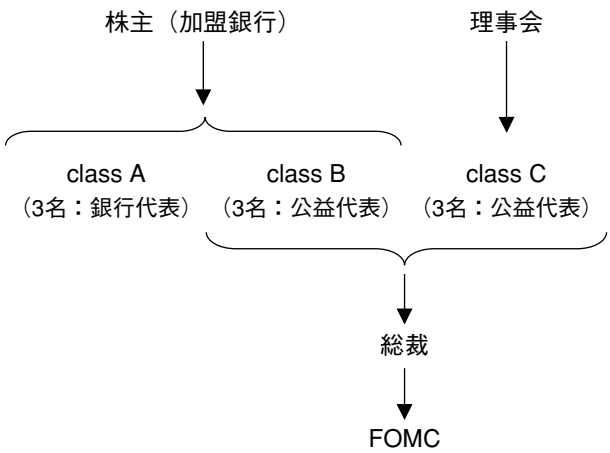 株主（加盟銀行） 理事会
class A class B class C
（3名：銀行代表） （3名：公益代表） （3名：公益代表）
総裁
FOMC